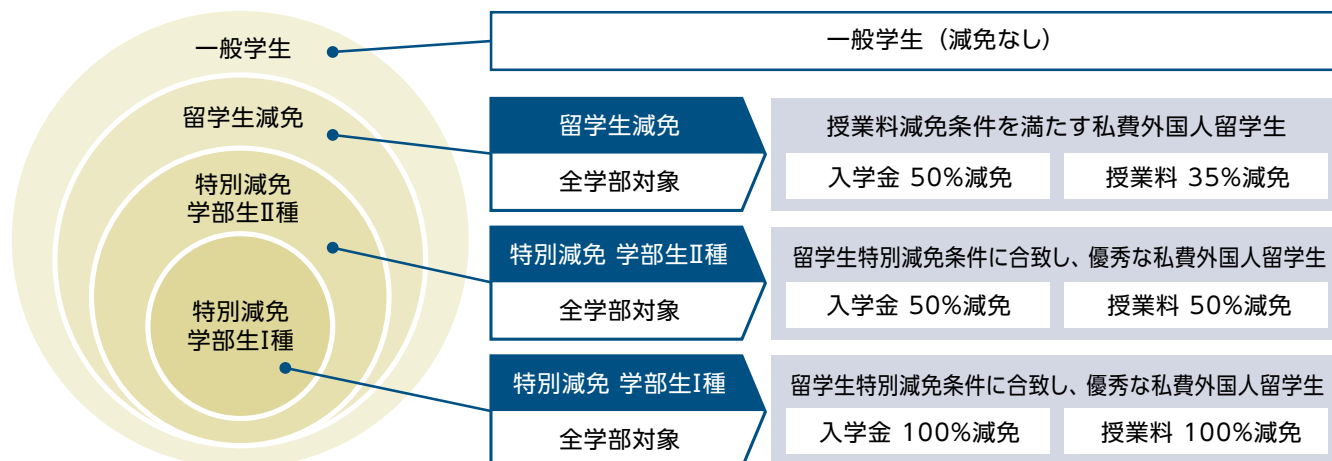 一般学生
留学生減免
特別減免
学部生Ⅱ種
特別減免
学部生Ⅰ種
一般学生（減免なし）
留学生減免
全学部対象
授業料減免条件を満たす私費外国人留学生
入学金 50%減免
授業料 35%減免
特別減免 学部生Ⅱ種
全学部対象
留学生特別減免条件に合致し、優秀な私費外国人留学生
入学金 50%減免
授業料 50%減免
特別減免 学部生Ⅰ種
全学部対象
留学生特別減免条件に合致し、優秀な私費外国人留学生
入学金 100%減免
授業料 100%減免